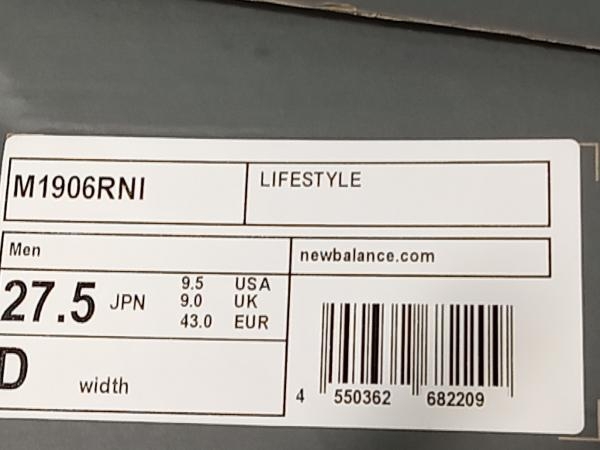 M1906RNI
LIFESTYLE
Men
newbalance.com
27.5 JPN
9.5 USA
9.0 UK
43.0 EUR
D width
4 550362 682209